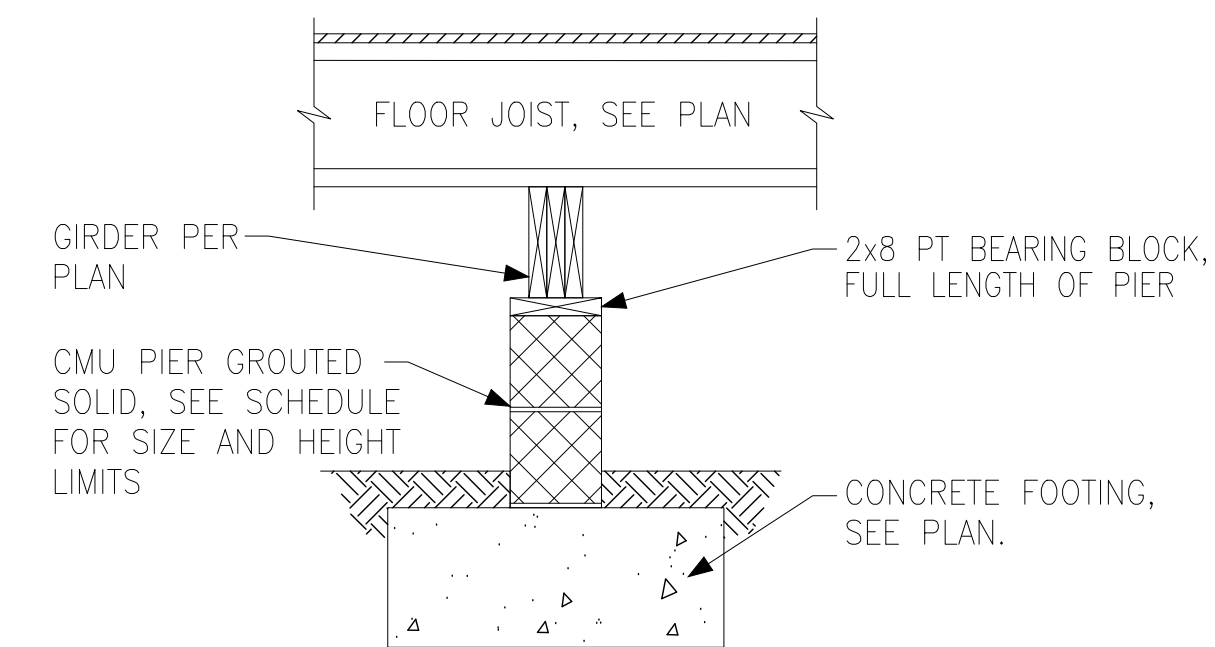 FLOOR JOIST, SEE PLAN
GIRDER PER
PLAN
2x8 PT BEARING BLOCK,
FULL LENGTH OF PIER
CMU PIER GROUTED
SOLID, SEE SCHEDULE
FOR SIZE AND HEIGHT
LIMITS
CONCRETE FOOTING,
SEE PLAN.